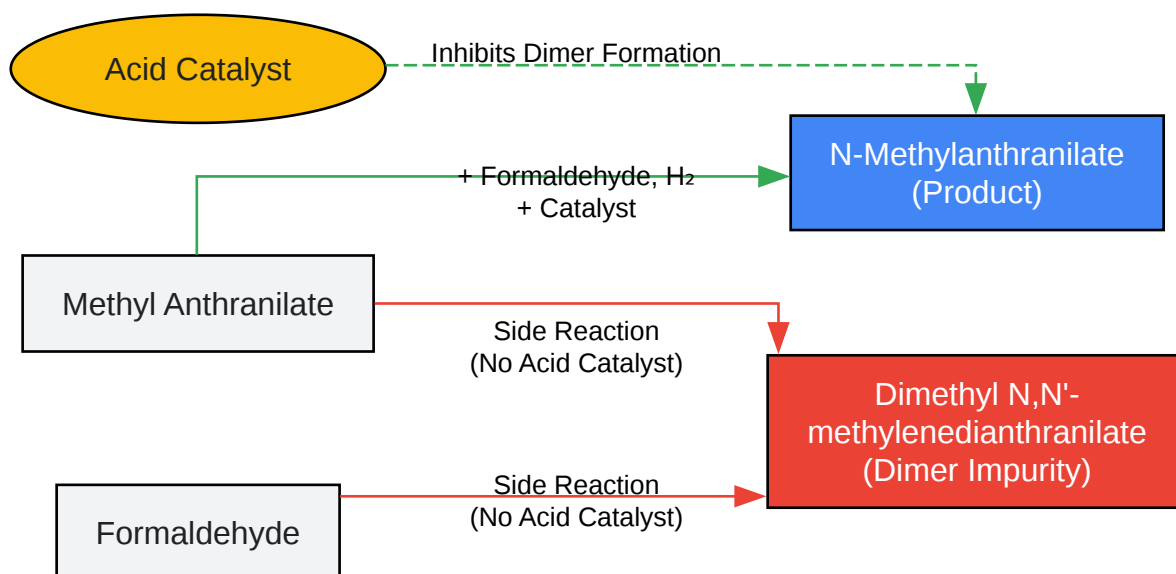 Acid Catalyst
Inhibits Dimer Formation
N-Methylanthranilate
(Product)
+ Formaldehyde, H₂
+ Catalyst
Methyl Anthranilate
Side Reaction
(No Acid Catalyst)
Dimethyl N,N'-
methylenedianthranilate
(Dimer Impurity)
Side Reaction
(No Acid Catalyst)
Formaldehyde